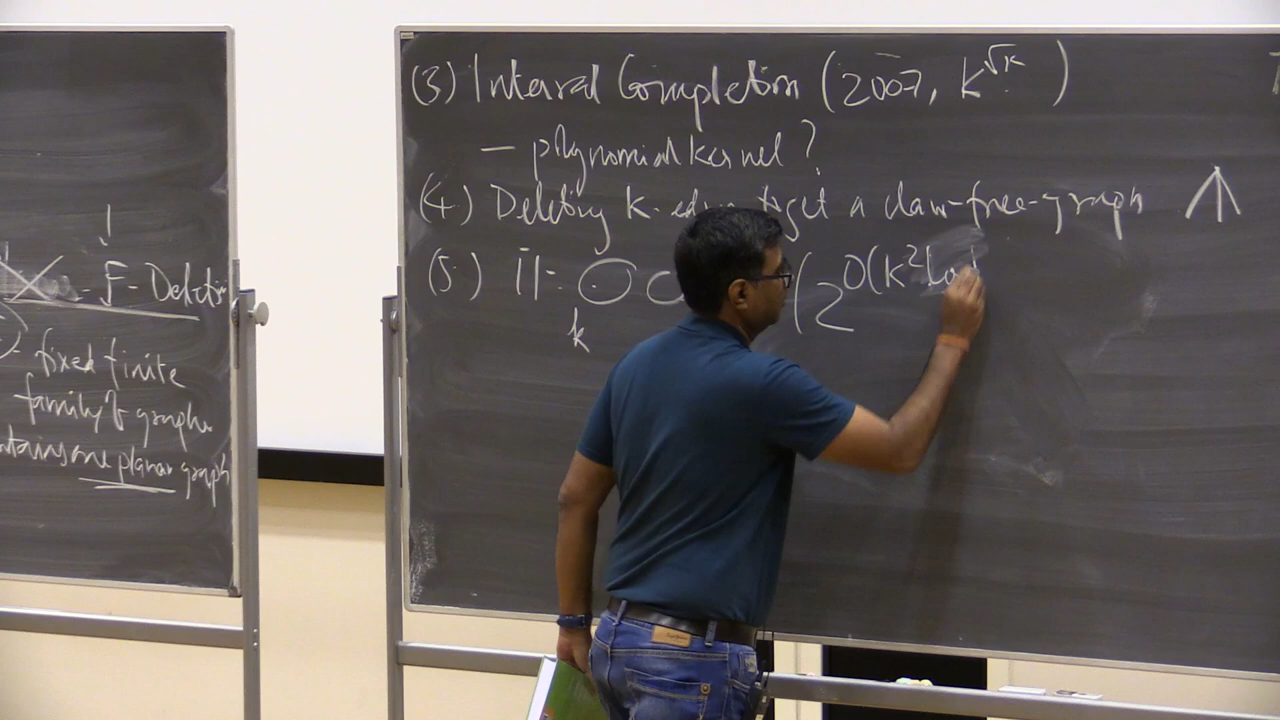 F - Deletion
- fixed finite
family of graphs
contains one planar graph
(3) Interval Completion (2007, k^√k)
- polynomial kernel?
(4) Deleting k-edges to get a claw-free-graph
(5) Π:
k
(2^O(k² log